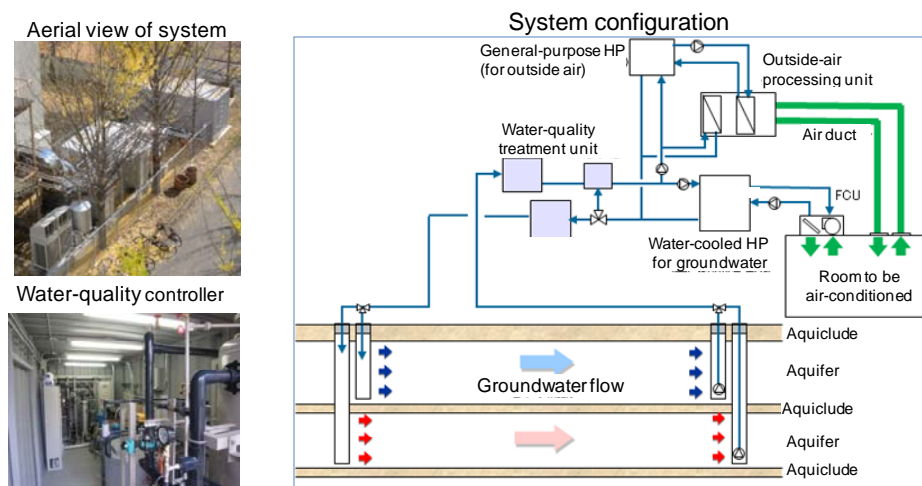 Aerial view of system
Water-quality controller
System configuration
General-purpose HP
(for outside air)
Outside-air
processing unit
Air duct
Water-quality
treatment unit
FCU
Water-cooled HP
for groundwater
Room to be
air-conditioned
Aquiclude
Aquifer
Groundwater flow
Aquiclude
Aquifer
Aquiclude